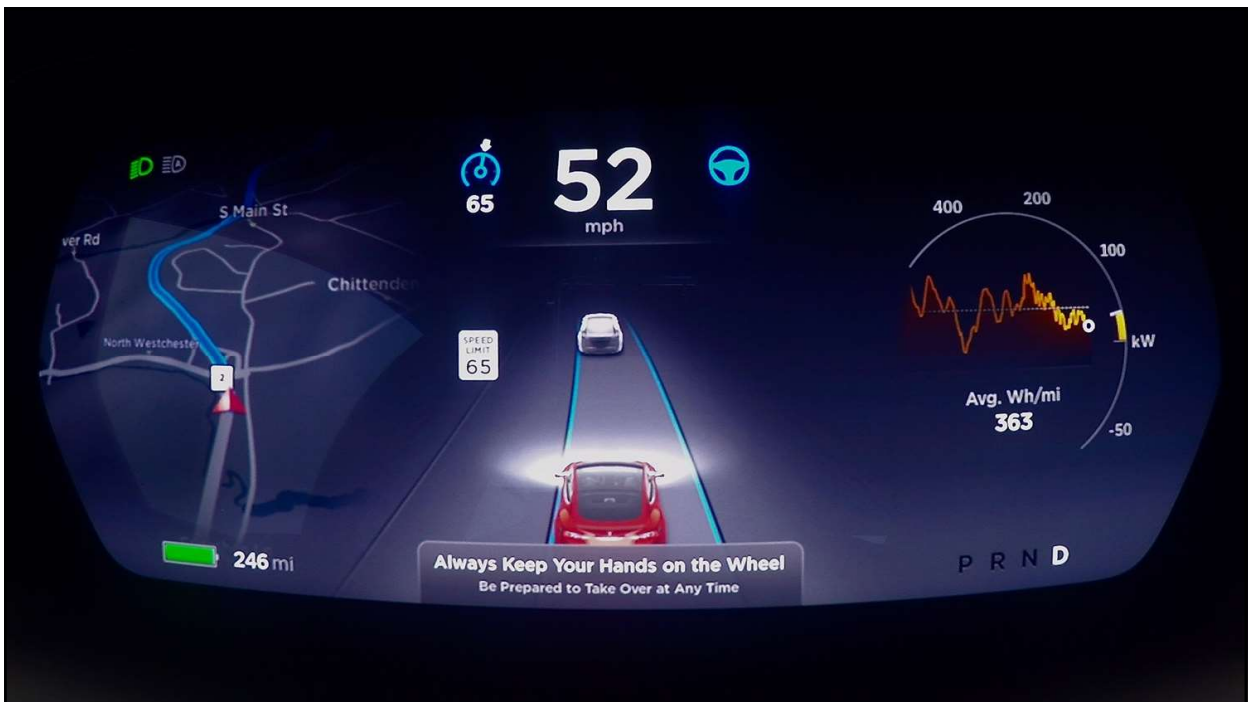 S Main St
ver Rd
Chittenden
North Westchester
2
246 mi
65
52
mph
SPEED
LIMIT
65
Always Keep Your Hands on the Wheel
Be Prepared to Take Over at Any Time
400
200
100
kW
-50
Avg. Wh/mi
363
P R N D